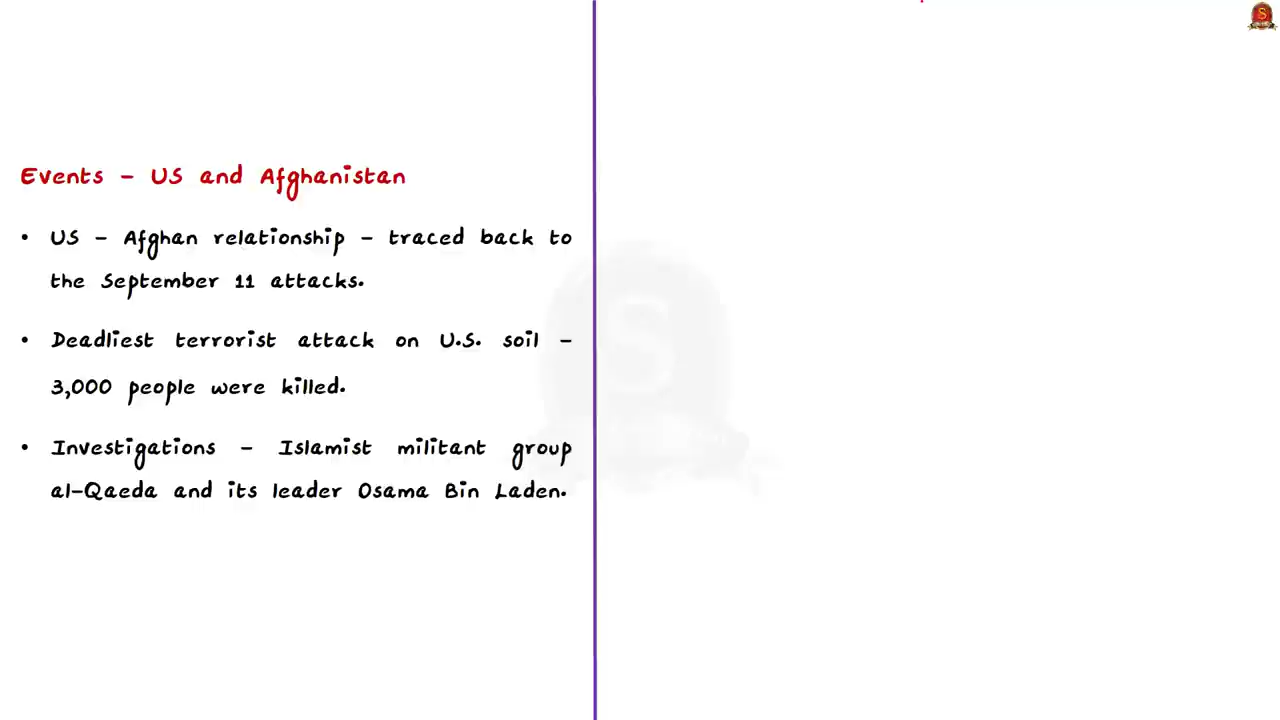 Events - US and Afghanistan
• US - Afghan relationship - traced back to
the September 11 attacks.
• Deadliest terrorist attack on U.S. soil -
3,000 people were killed.
• Investigations - Islamist militant group
al-Qaeda and its leader Osama Bin Laden.
S